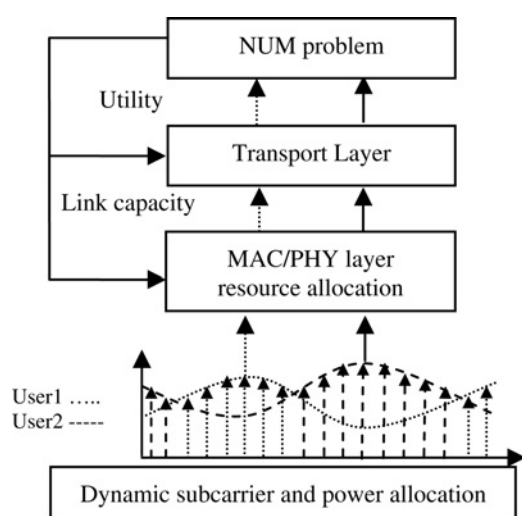 NUM problem
Utility
Transport Layer
Link capacity
MAC/PHY layer
resource allocation
User1 .....
User2 -----
Dynamic subcarrier and power allocation